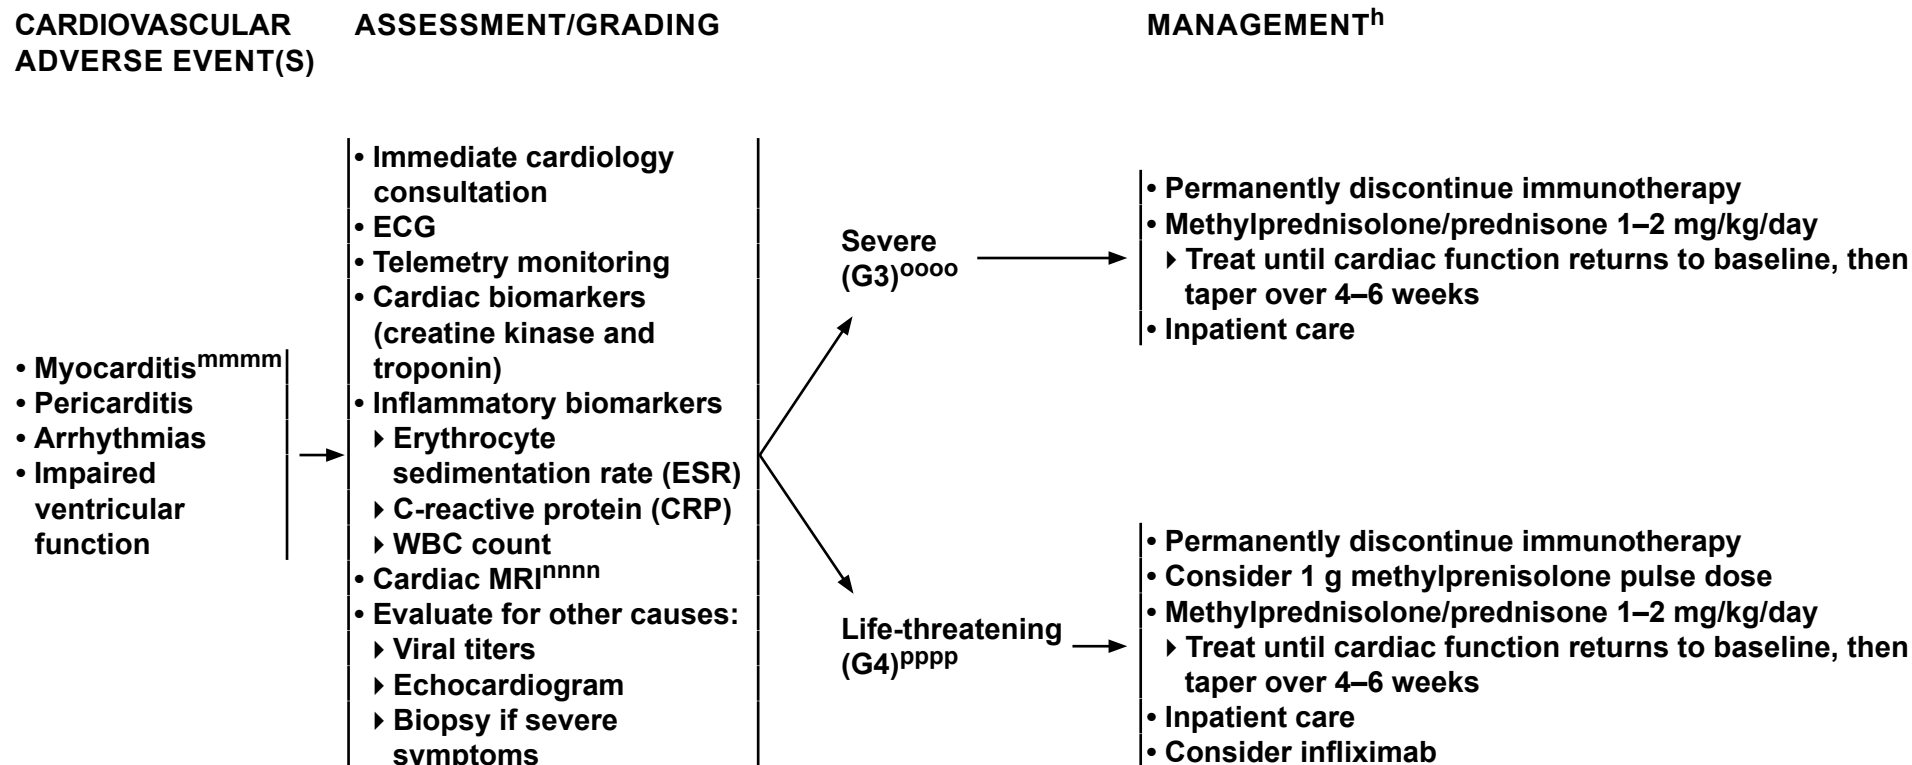 CARDIOVASCULAR
ADVERSE EVENT(S)
ASSESSMENT/GRADING
MANAGEMENTh
• Myocarditismmmm
• Pericarditis
• Arrhythmias
• Impaired
ventricular
function
• Immediate cardiology
consultation
• ECG
• Telemetry monitoring
• Cardiac biomarkers
(creatine kinase and
troponin)
• Inflammatory biomarkers
▸ Erythrocyte
sedimentation rate (ESR)
▸ C-reactive protein (CRP)
▸ WBC count
• Cardiac MRInnnn
• Evaluate for other causes:
▸ Viral titers
▸ Echocardiogram
▸ Biopsy if severe
symptoms
Severe
(G3)oooo
• Permanently discontinue immunotherapy
• Methylprednisolone/prednisone 1–2 mg/kg/day
▸ Treat until cardiac function returns to baseline, then
taper over 4–6 weeks
• Inpatient care
Life-threatening
(G4)pppp
• Permanently discontinue immunotherapy
• Consider 1 g methylprenisolone pulse dose
• Methylprednisolone/prednisone 1–2 mg/kg/day
▸ Treat until cardiac function returns to baseline, then
taper over 4–6 weeks
• Inpatient care
• Consider infliximab